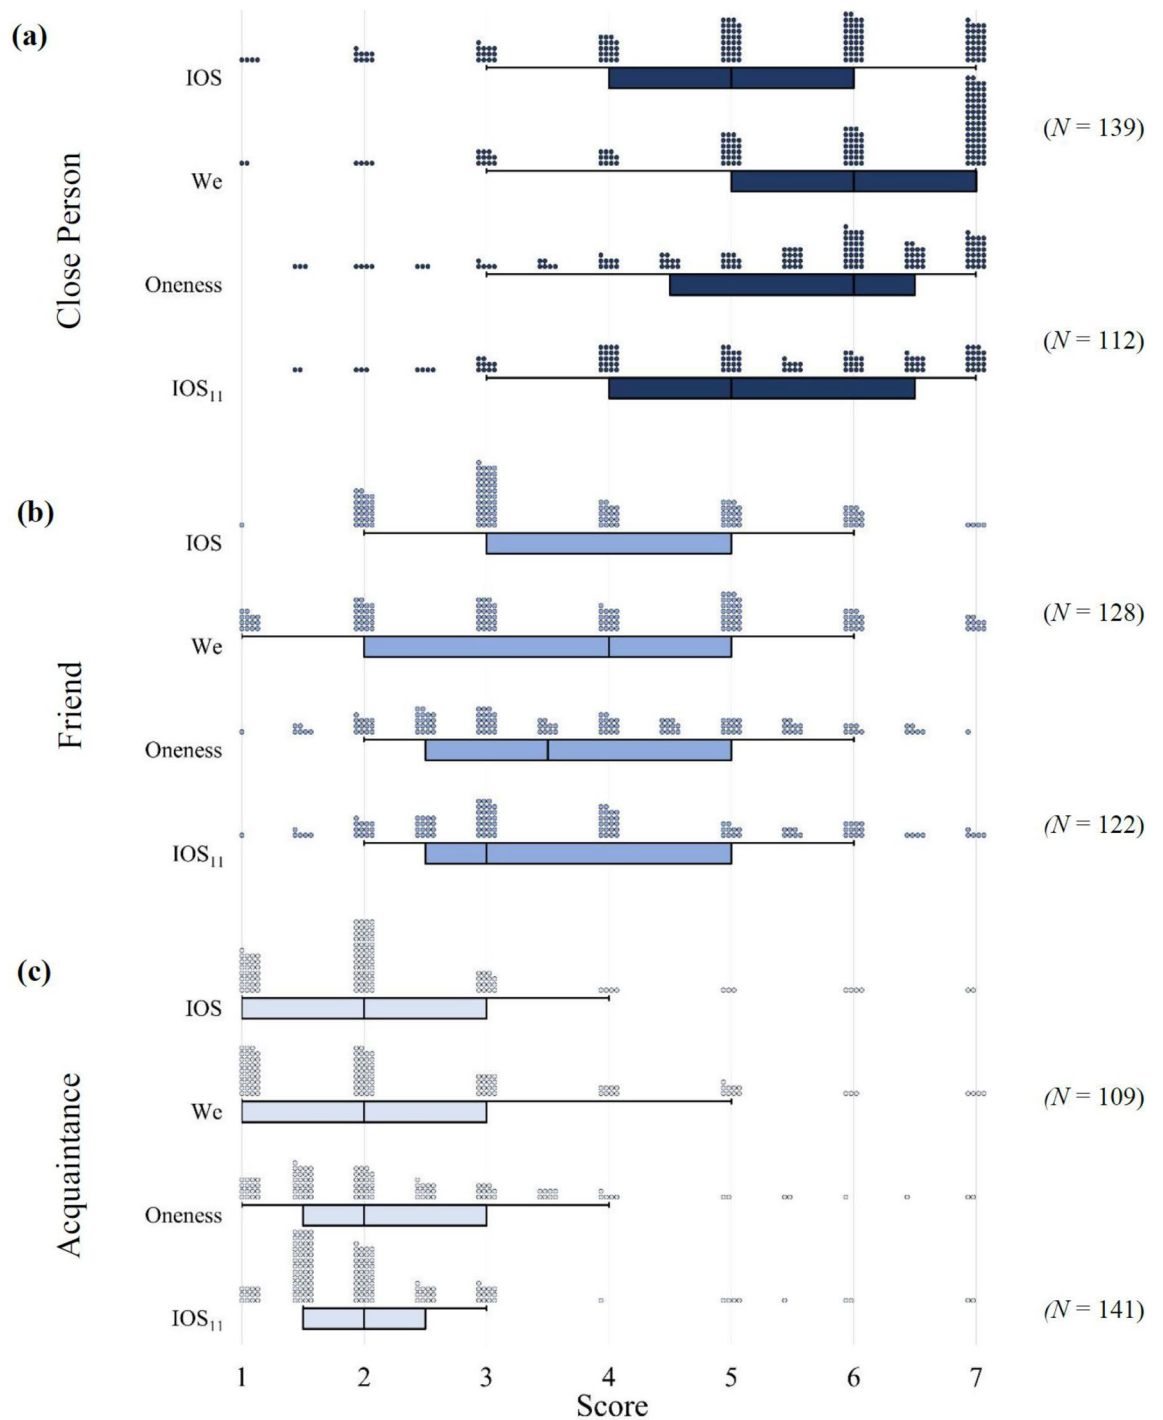 (a)
IOS
(N = 139)
We
Close Person
Oneness
(N = 112)
IOS₁₁
(b)
IOS
(N = 128)
We
Friend
Oneness
(N = 122)
IOS₁₁
(c)
IOS
(N = 109)
We
Acquaintance
Oneness
(N = 141)
IOS₁₁
1 2 3 4 5 6 7
Score